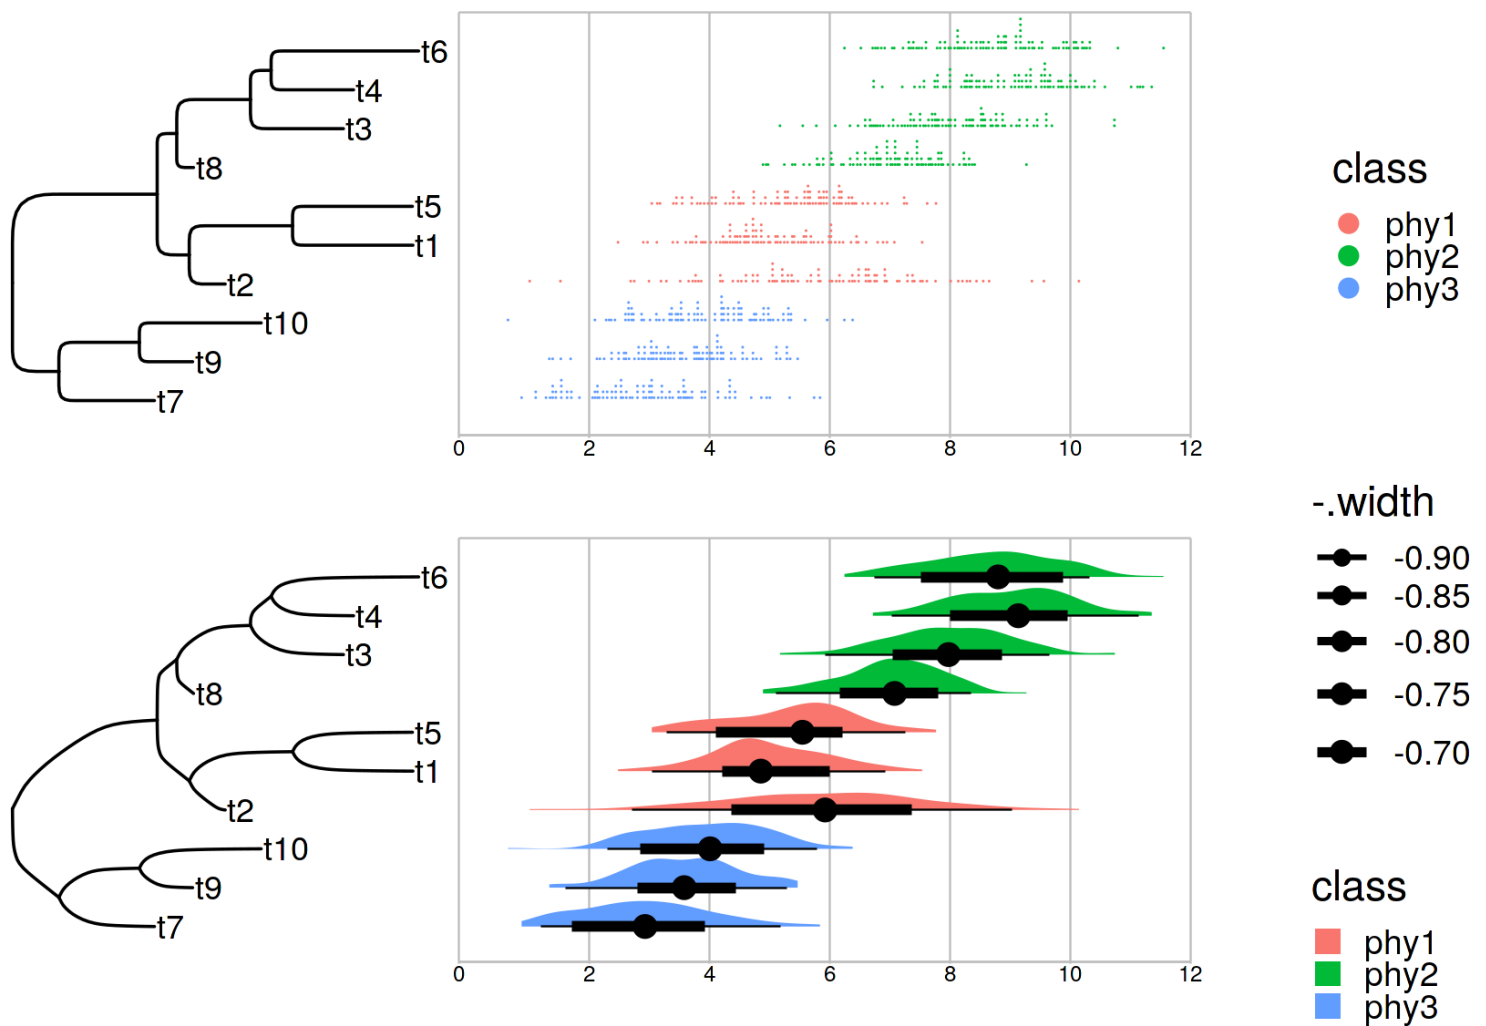 t6
t4
t3
t8
t5
t1
t2
t10
t9
t7
0 2 4 6 8 10 12
class
phy1
phy2
phy3
t6
t4
t3
t8
t5
t1
t2
t10
t9
t7
0 2 4 6 8 10 12
-.width
-0.90
-0.85
-0.80
-0.75
-0.70
class
phy1
phy2
phy3